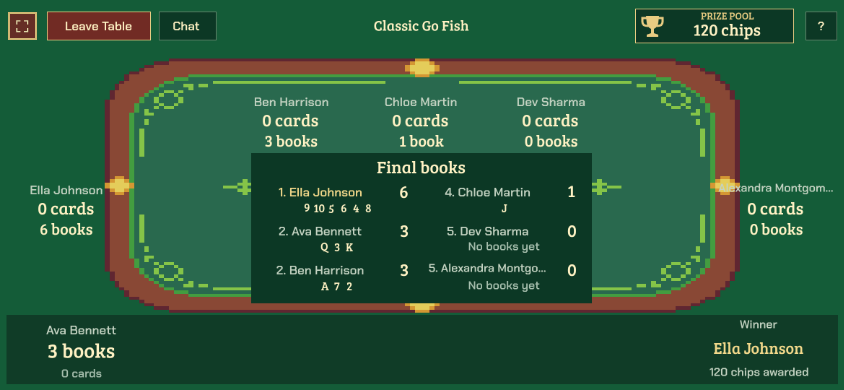 Leave Table
Chat
Classic Go Fish
PRIZE POOL
120 chips
?
Ben Harrison
0 cards
3 books
Chloe Martin
0 cards
1 book
Dev Sharma
0 cards
0 books
Ella Johnson
0 cards
6 books
Final books
1. Ella Johnson 6
9 10 5 6 4 8
2. Ava Bennett 3
Q 3 K
2. Ben Harrison 3
A 7 2
4. Chloe Martin 1
J
5. Dev Sharma 0
No books yet
5. Alexandra Montgo... 0
No books yet
Alexandra Montgom...
0 cards
0 books
Ava Bennett
3 books
0 cards
Winner
Ella Johnson
120 chips awarded